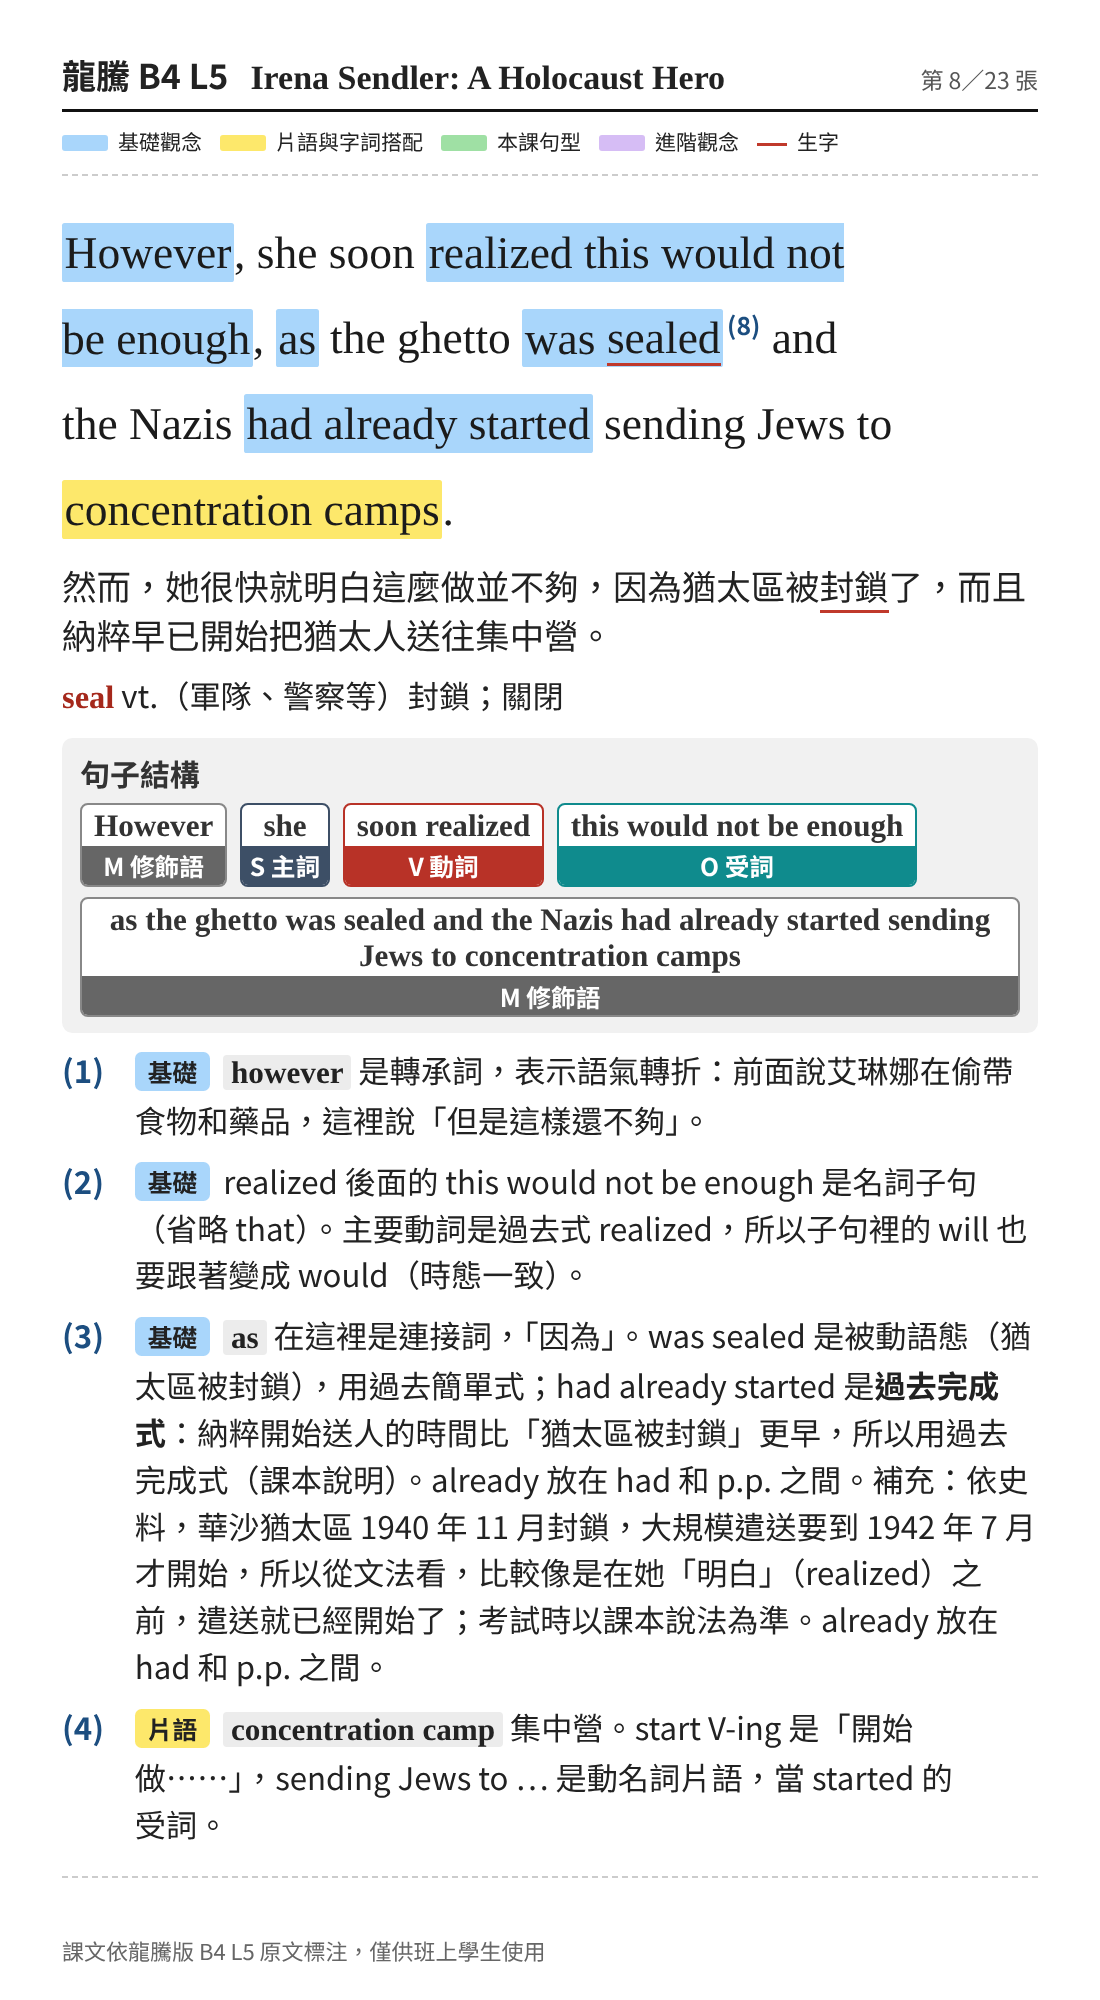 龍騰 B4 L5 Irena Sendler: A Holocaust Hero 第 8／23 張
基礎觀念 片語與字詞搭配 本課句型 進階觀念 生字
However, she soon realized this would not
be enough, as the ghetto was sealed(8) and
the Nazis had already started sending Jews to
concentration camps.
然而，她很快就明白這麼做並不夠，因為猶太區被封鎖了，而且
納粹早已開始把猶太人送往集中營。
seal vt.（軍隊、警察等）封鎖；關閉
句子結構
However she soon realized this would not be enough
M 修飾語 S 主詞 V 動詞 O 受詞
as the ghetto was sealed and the Nazis had already started sending
Jews to concentration camps
M 修飾語
(1) 基礎 however 是轉承詞，表示語氣轉折：前面說艾琳娜在偷帶
食物和藥品，這裡說「但是這樣還不夠」。
(2) 基礎 realized 後面的 this would not be enough 是名詞子句
（省略 that）。主要動詞是過去式 realized，所以子句裡的 will 也
要跟著變成 would（時態一致）。
(3) 基礎 as 在這裡是連接詞，「因為」。was sealed 是被動語態（猶
太區被封鎖），用過去簡單式；had already started 是過去完成
式：納粹開始送人的時間比「猶太區被封鎖」更早，所以用過去
完成式（課本說明）。already 放在 had 和 p.p. 之間。補充：依史
料，華沙猶太區 1940 年 11 月封鎖，大規模遣送要到 1942 年 7 月
才開始，所以從文法看，比較像是在她「明白」（realized）之
前，遣送就已經開始了；考試時以課本說法為準。already 放在
had 和 p.p. 之間。
(4) 片語 concentration camp 集中營。start V-ing 是「開始
做……」，sending Jews to … 是動名詞片語，當 started 的
受詞。
課文依龍騰版 B4 L5 原文標注，僅供班上學生使用